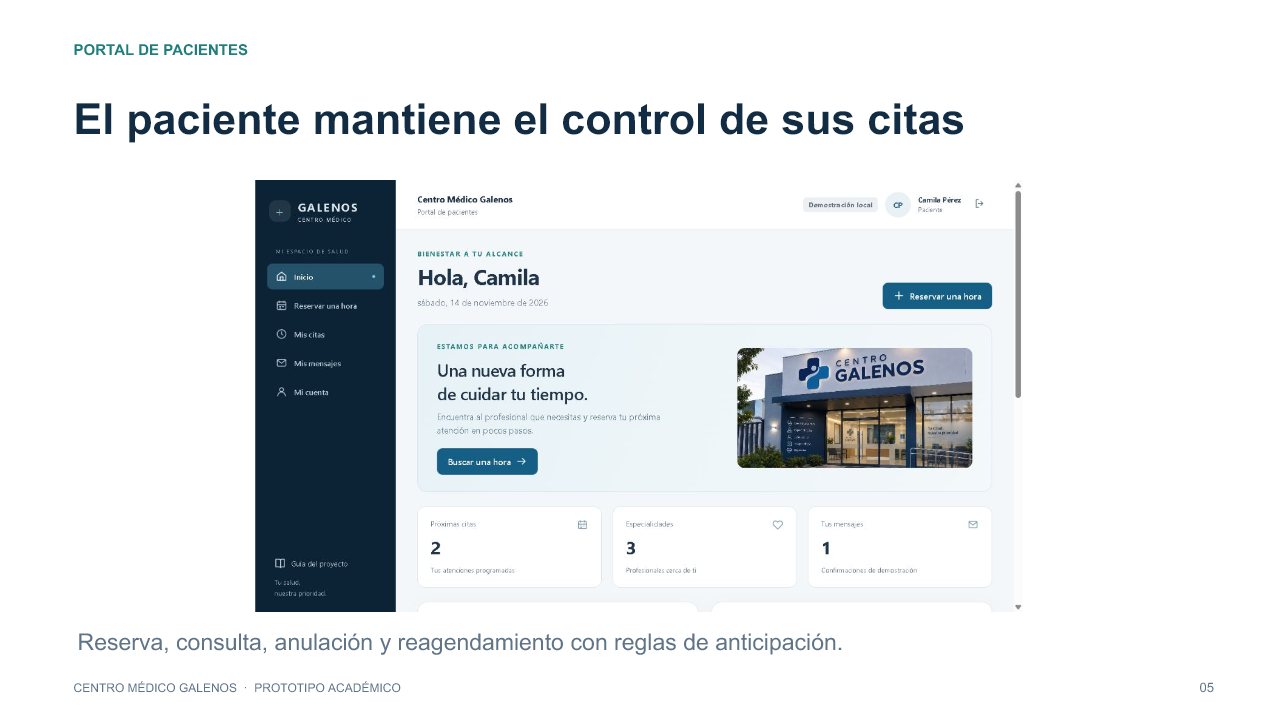 PORTAL DE PACIENTES
El paciente mantiene el control de sus citas
GALENOS
CENTRO MÉDICO
MI ESPACIO DE SALUD
Inicio
Reservar una hora
Mis citas
Mis mensajes
Mi cuenta
Guía del proyecto
Tu salud,
nuestra prioridad.
Centro Médico Galenos
Portal de pacientes
Demostración local
CP
Camila Pérez
Paciente
BIENESTAR A TU ALCANCE
Hola, Camila
sábado, 14 de noviembre de 2026
Reservar una hora
ESTAMOS PARA ACOMPAÑARTE
Una nueva forma
de cuidar tu tiempo.
Encuentra al profesional que necesitas y reserva tu próxima
atención en pocos pasos.
Buscar una hora
CENTRO
GALENOS
Próximas citas
2
Tus atenciones programadas
Especialidades
3
Profesionales cerca de ti
Tus mensajes
1
Confirmaciones de demostración
Reserva, consulta, anulación y reagendamiento con reglas de anticipación.
CENTRO MÉDICO GALENOS · PROTOTIPO ACADÉMICO
05